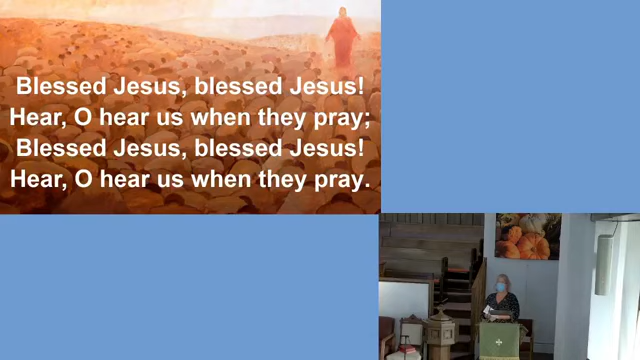 Blessed Jesus, blessed Jesus!
Hear, O hear us when they pray;
Blessed Jesus, blessed Jesus!
Hear, O hear us when they pray.